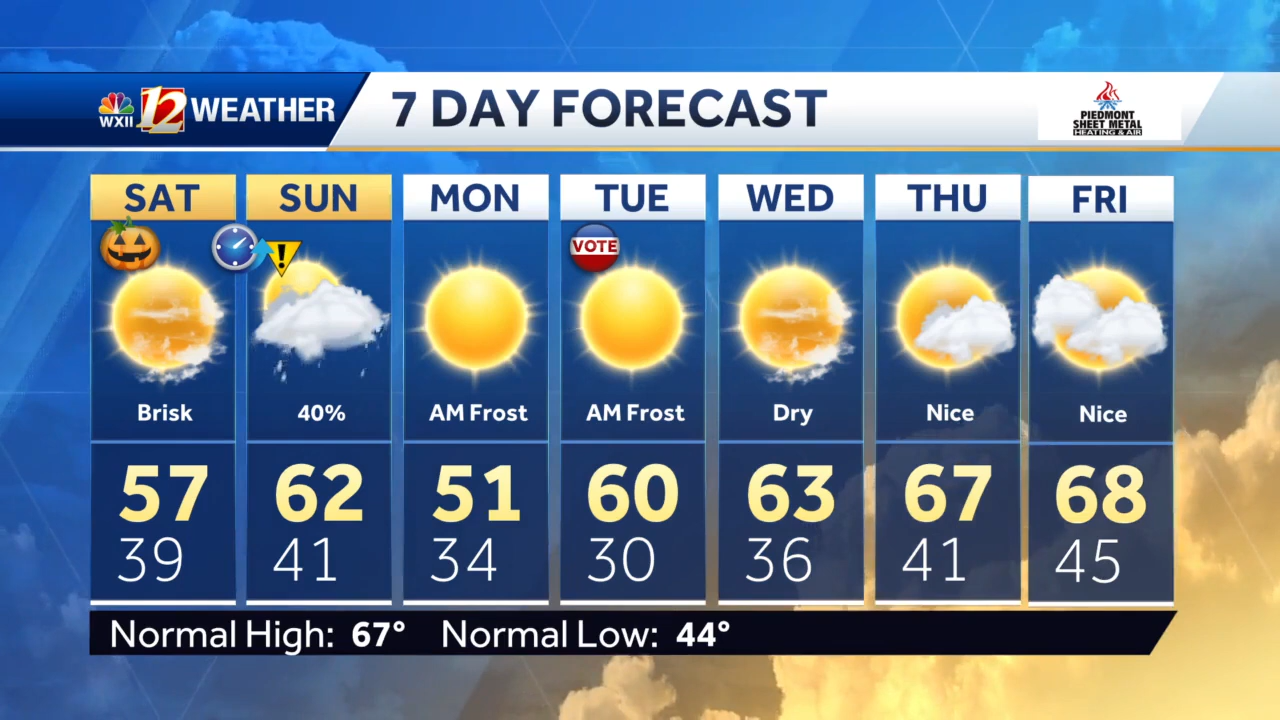 WXII 12 WEATHER
7 DAY FORECAST
PIEDMONT
SHEET METAL
HEATING & AIR
SAT
SUN
MON
TUE
WED
THU
FRI
!
VOTE
Brisk
40%
AM Frost
AM Frost
Dry
Nice
Nice
57
62
51
60
63
67
68
39
41
34
30
36
41
45
Normal High: 67° Normal Low: 44°